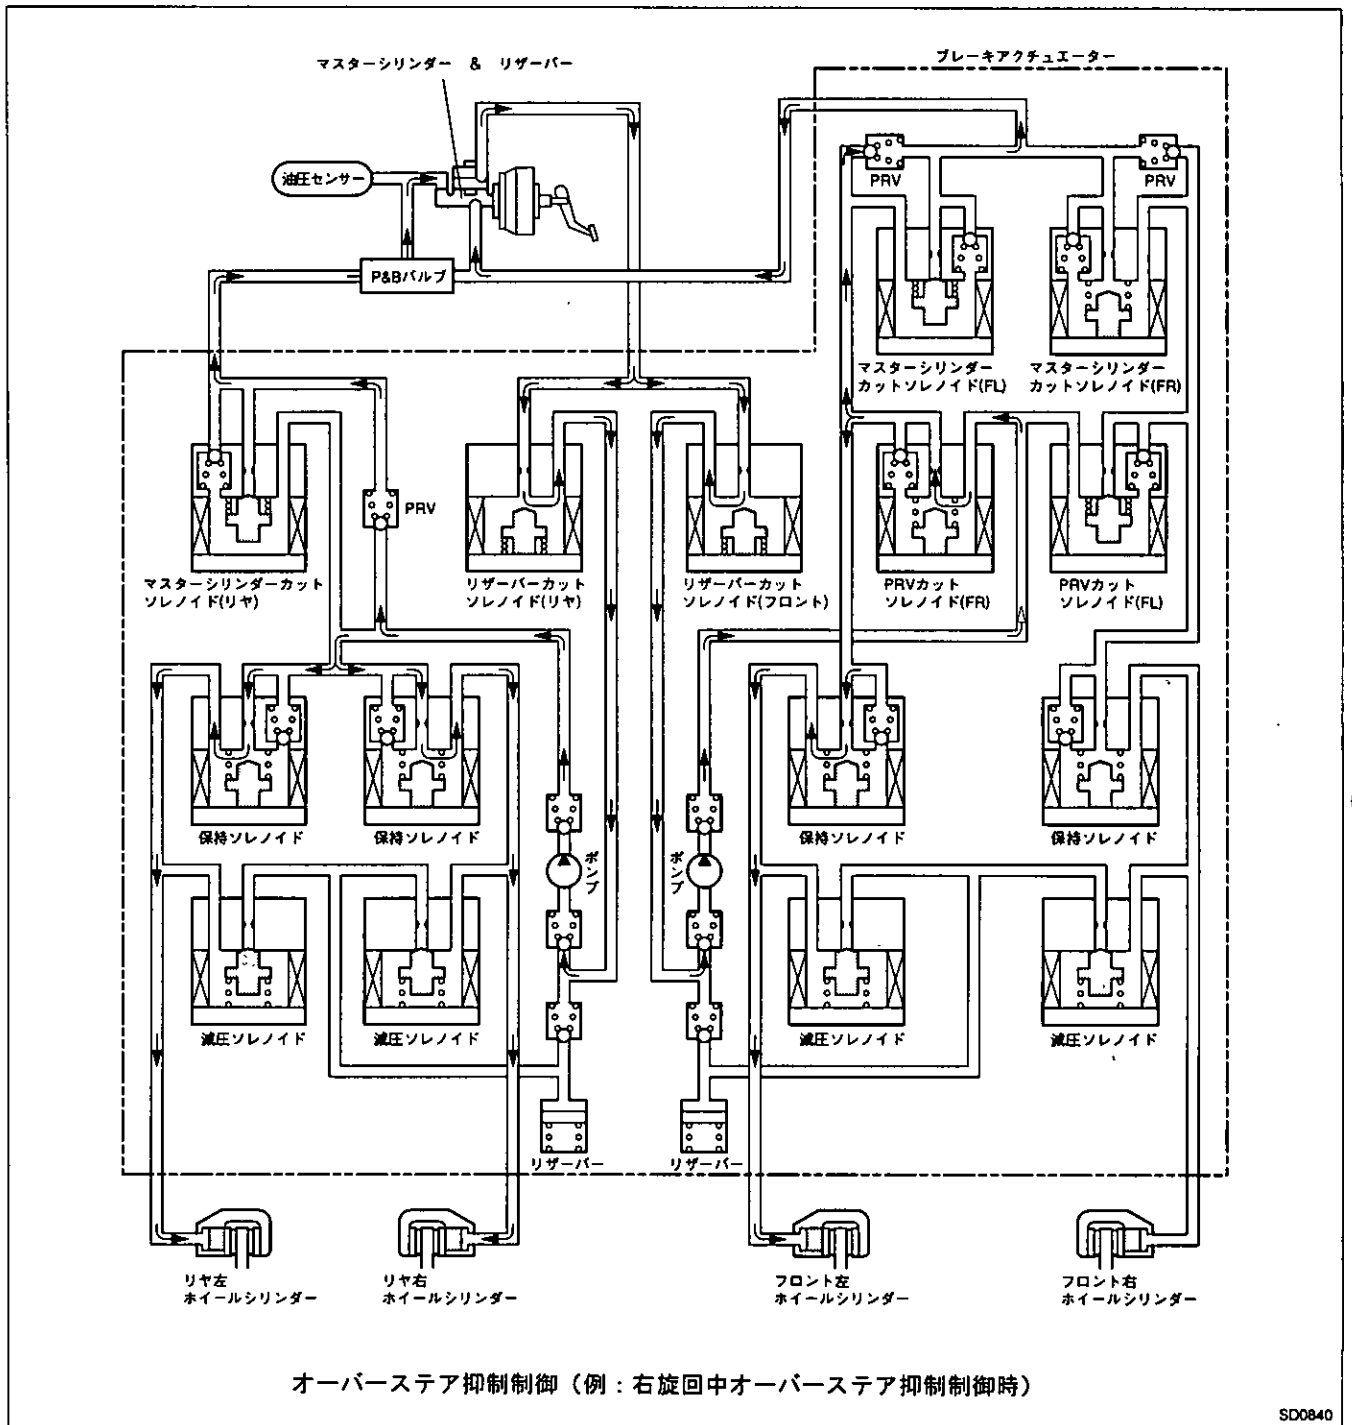 マスターシリンダー & リザーバー
ブレーキアクチュエーター
油圧センサー
PRV
PRV
P&Bバルブ
マスターシリンダー
カットソレノイド(FL)
マスターシリンダー
カットソレノイド(FR)
PRV
マスターシリンダーカット
ソレノイド(リヤ)
リザーバーカット
ソレノイド(リヤ)
リザーバーカット
ソレノイド(フロント)
PRVカット
ソレノイド(FR)
PRVカット
ソレノイド(FL)
保持ソレノイド
保持ソレノイド
ポンプ
ポンプ
保持ソレノイド
保持ソレノイド
減圧ソレノイド
減圧ソレノイド
減圧ソレノイド
減圧ソレノイド
リザーバー
リザーバー
リヤ左
ホイールシリンダー
リヤ右
ホイールシリンダー
フロント左
ホイールシリンダー
フロント右
ホイールシリンダー
オーバーステア抑制制御(例:右旋回中オーバーステア抑制制御時)
SD0840